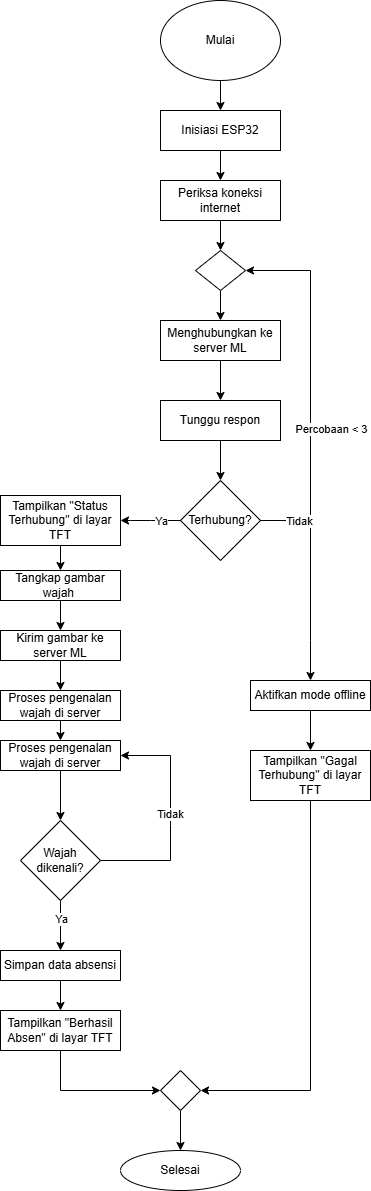 Mulai
Inisiasi ESP32
Periksa koneksi
internet
Menghubungkan ke
server ML
Percobaan < 3
Tunggu respon
Terhubung?
Ya
Tidak
Tampilkan "Status
Terhubung" di layar
TFT
Tangkap gambar
wajah
Kirim gambar ke
server ML
Proses pengenalan
wajah di server
Proses pengenalan
wajah di server
Tidak
Wajah
dikenali?
Ya
Simpan data absensi
Tampilkan "Berhasil
Absen" di layar TFT
Aktifkan mode offline
Tampilkan "Gagal
Terhubung" di layar
TFT
Selesai